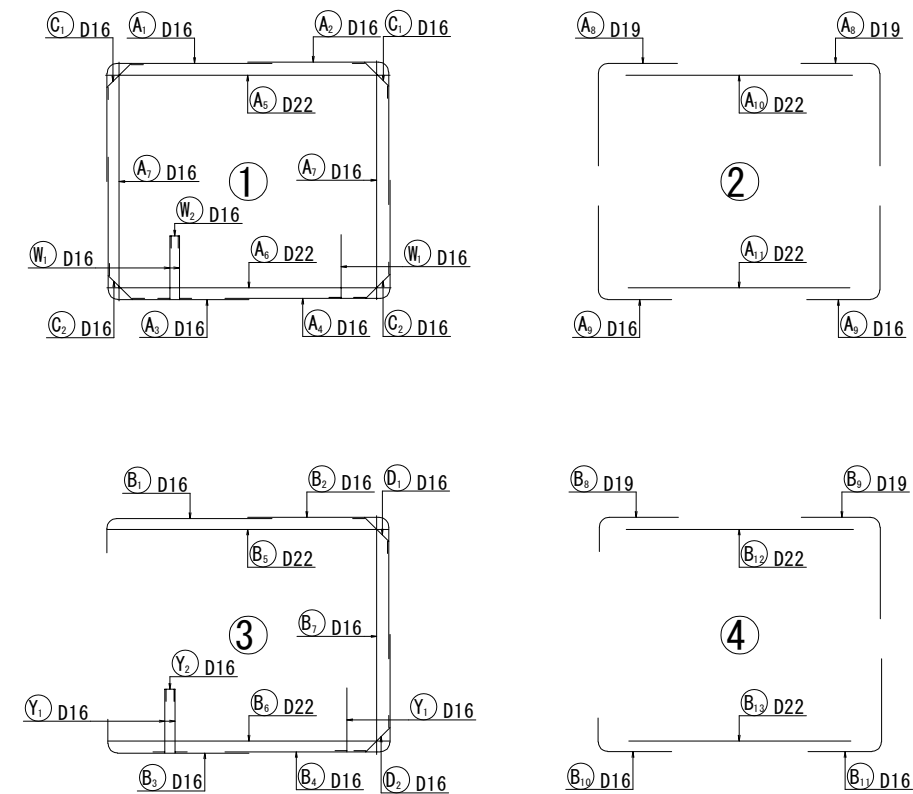 C₁ D16 A₁ D16 A₂ D16 C₁ D16
A₅ D22
A₇ D16 ① A₇ D16
W₂ D16
W₁ D16 A₆ D22 W₁ D16
C₂ D16 A₃ D16 A₄ D16 C₂ D16
A₈ D19 A₈ D19
A₁₀ D22
②
A₁₁ D22
A₉ D16 A₉ D16
B₁ D16 B₂ D16 D₁ D16
B₅ D22
③ B₇ D16
Y₂ D16
Y₁ D16 B₆ D22 Y₁ D16
B₃ D16 B₄ D16 D₂ D16
B₈ D19 B₉ D19
B₁₂ D22
④
B₁₃ D22
B₁₀ D16 B₁₁ D16